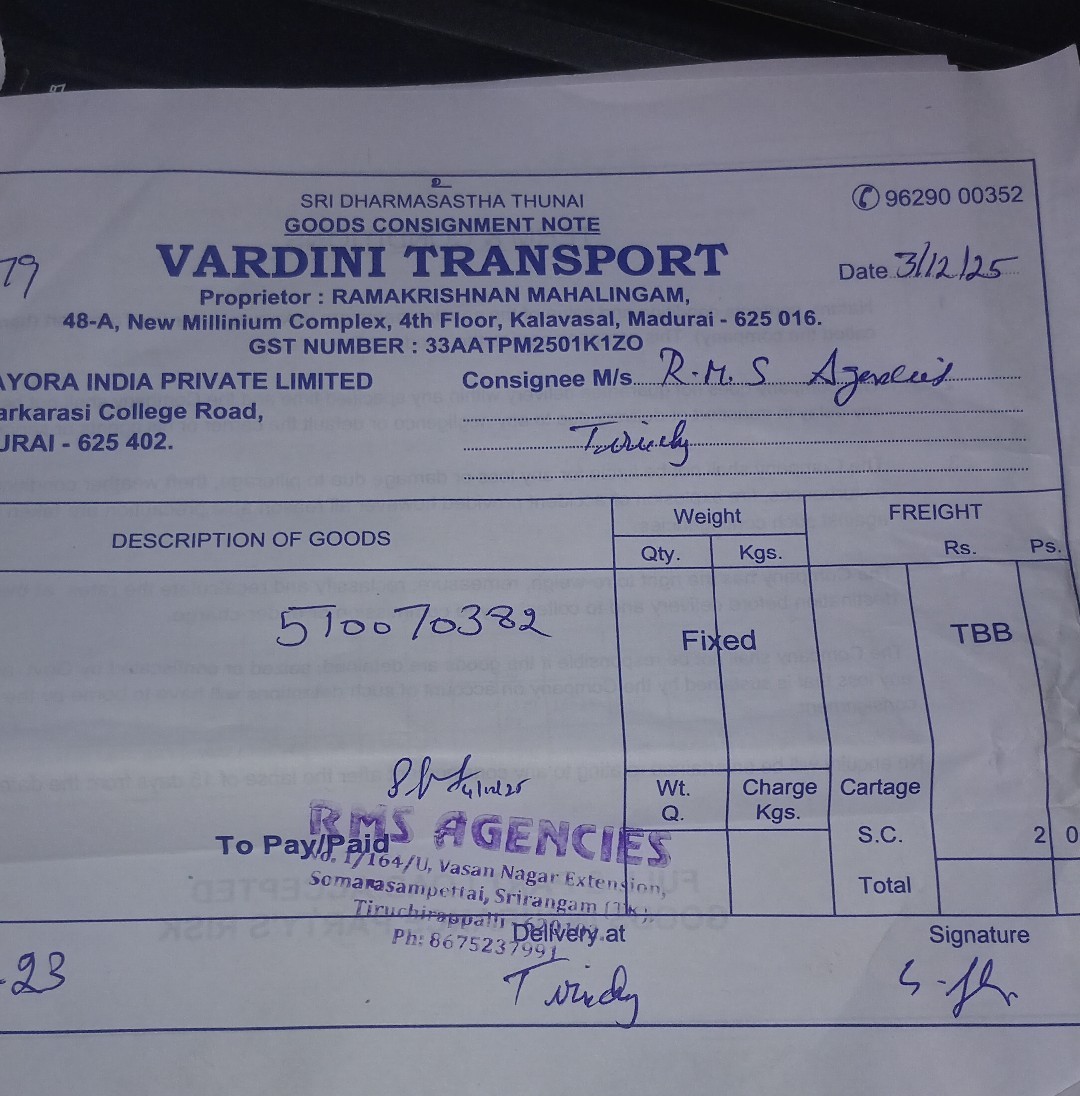 SRI DHARMASASTHA THUNAI
96290 00352
GOODS CONSIGNMENT NOTE
79
VARDINI TRANSPORT
Date 3/12/25
Proprietor : RAMAKRISHNAN MAHALINGAM,
48-A, New Millinium Complex, 4th Floor, Kalavasal, Madurai - 625 016.
GST NUMBER : 33AATPM2501K1ZO
AYORA INDIA PRIVATE LIMITED
Consignee M/s. R.M.S Agencies
arkarasi College Road,
URAI - 625 402.
Trichy
DESCRIPTION OF GOODS
Weight
FREIGHT
Qty.
Kgs.
Rs.
Ps.
510070382
Fixed
TBB
4/12/25
Wt.
Q.
Charge
Kgs.
Cartage
S.C.
2 0
Total
To Pay/Paid
RMS AGENCIES
No. 1/164/U, Vasan Nagar Extension,
Somarasampettai, Srirangam (TK),
Tiruchirappalli
Ph: 8675237991
Delivery at
Signature
-23
Trichy